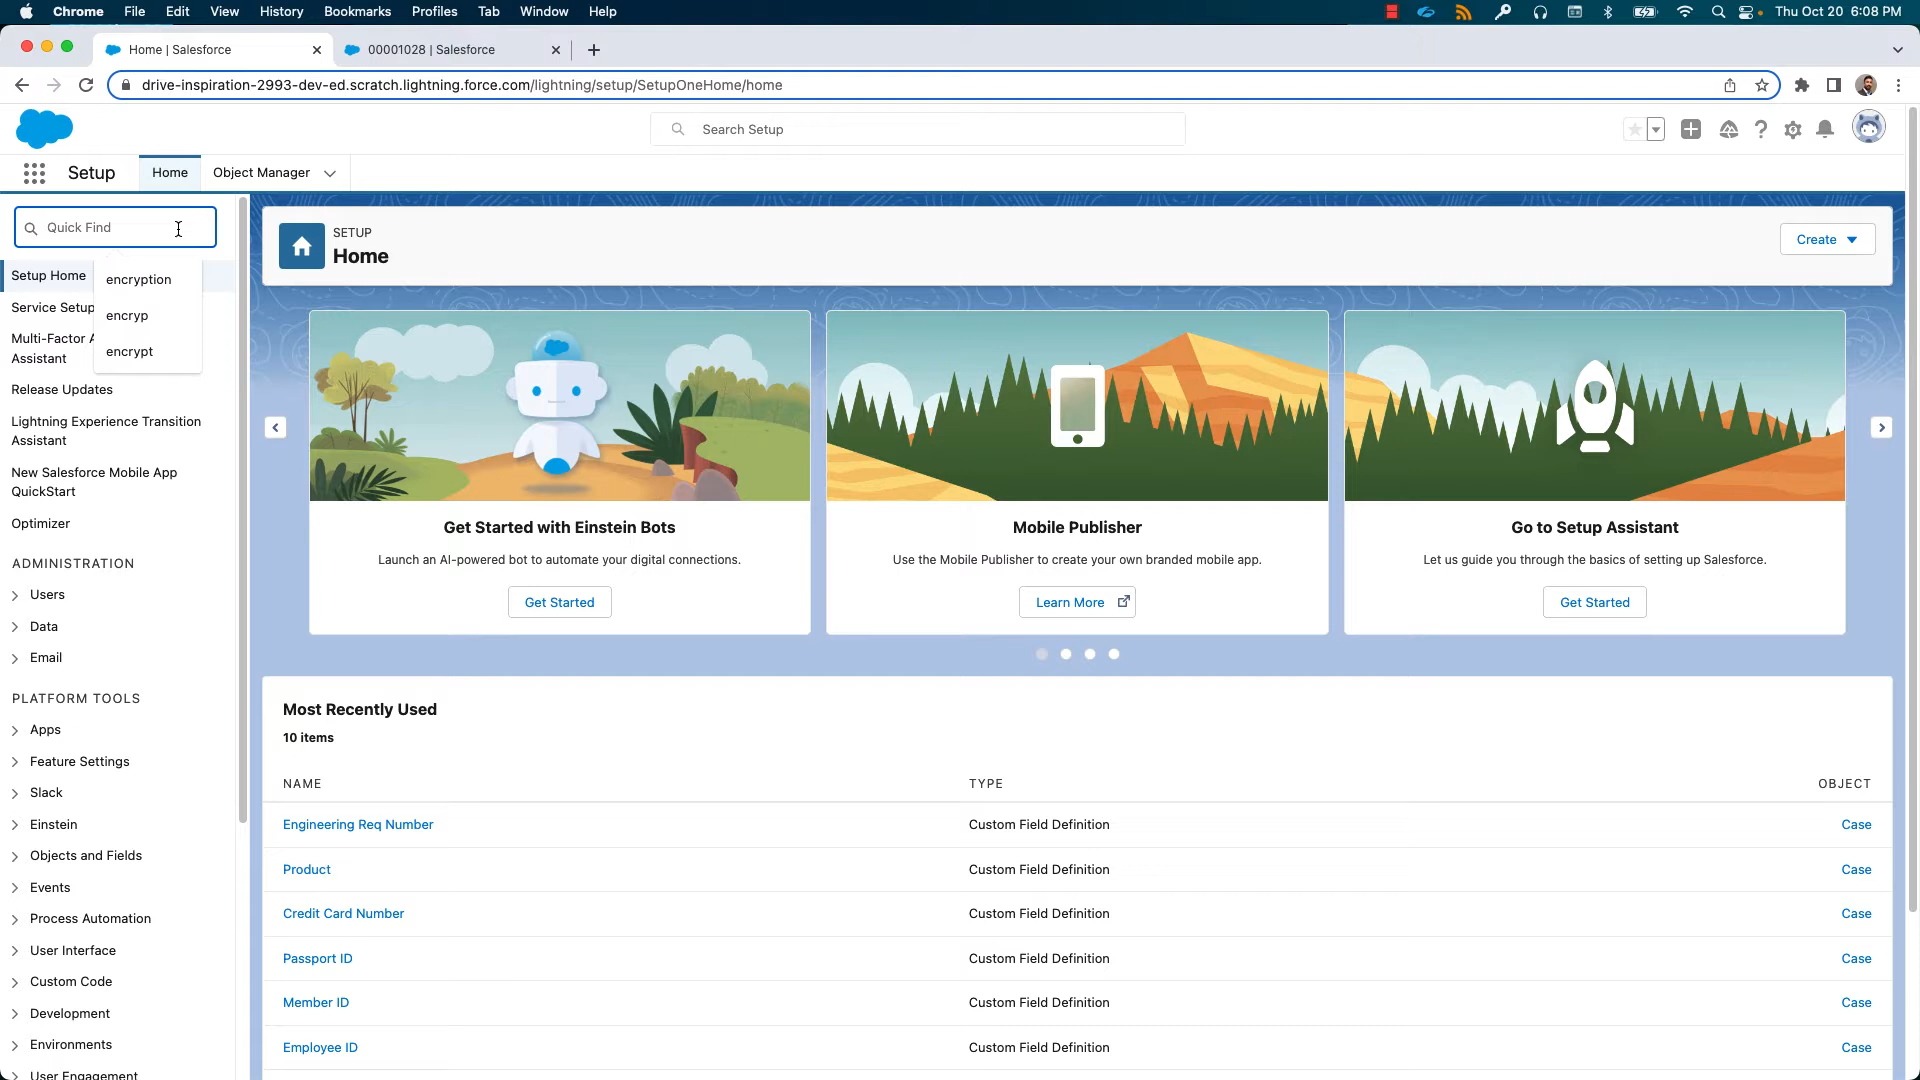 Chrome File Edit View History Bookmarks Profiles Tab Window Help Thu Oct 20 6:08 PM
Home | Salesforce 00001028 | Salesforce
drive-inspiration-2993-dev-ed.scratch.lightning.force.com/lightning/setup/SetupOneHome/home
Search Setup
Setup Home Object Manager
Quick Find
encryption
encryp
encrypt
Setup Home
Service Setup
Multi-Factor A
Assistant
Release Updates
Lightning Experience Transition
Assistant
New Salesforce Mobile App
QuickStart
Optimizer
ADMINISTRATION
Users
Data
Email
PLATFORM TOOLS
Apps
Feature Settings
Slack
Einstein
Objects and Fields
Events
Process Automation
User Interface
Custom Code
Development
Environments
User Engagement
SETUP
Home
Create
Get Started with Einstein Bots
Launch an AI-powered bot to automate your digital connections.
Get Started
Mobile Publisher
Use the Mobile Publisher to create your own branded mobile app.
Learn More
Go to Setup Assistant
Let us guide you through the basics of setting up Salesforce.
Get Started
Most Recently Used
10 items
NAME TYPE OBJECT
Engineering Req Number Custom Field Definition Case
Product Custom Field Definition Case
Credit Card Number Custom Field Definition Case
Passport ID Custom Field Definition Case
Member ID Custom Field Definition Case
Employee ID Custom Field Definition Case